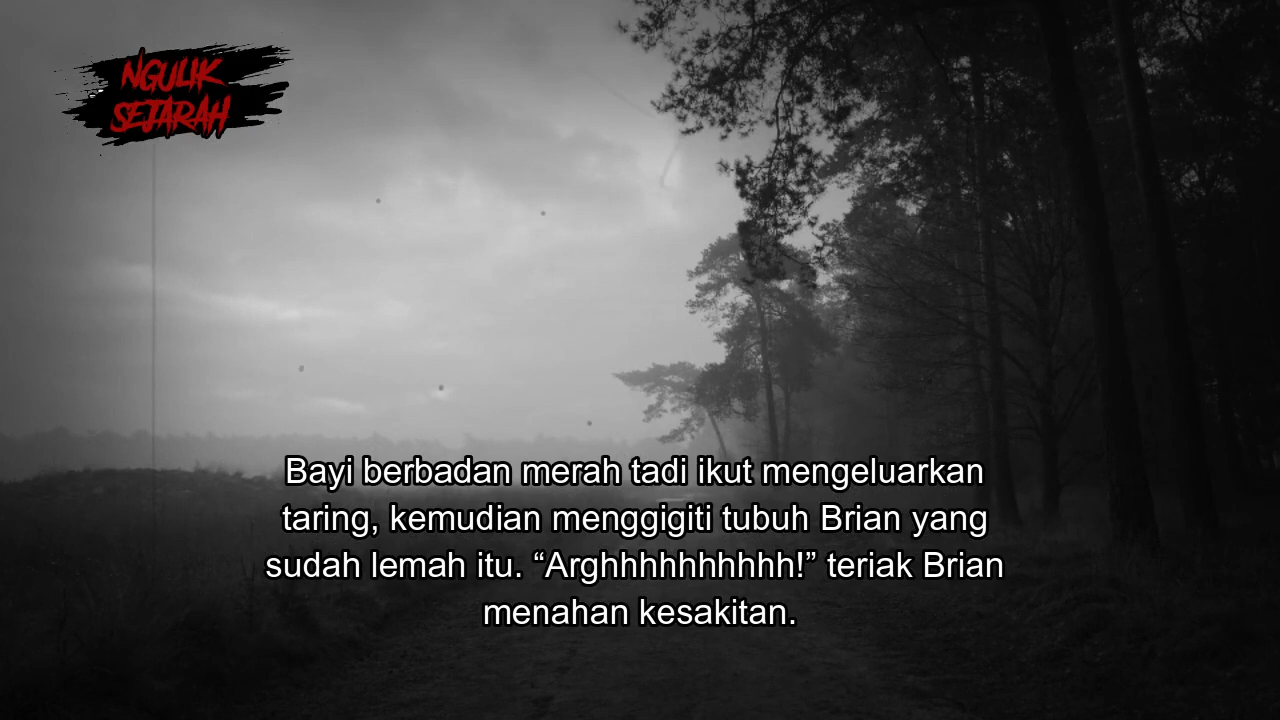 NGULIK
SEJARAH
Bayi berbadan merah tadi ikut mengeluarkan
taring, kemudian menggigiti tubuh Brian yang
sudah lemah itu. “Arghhhhhhhhhh!” teriak Brian
menahan kesakitan.